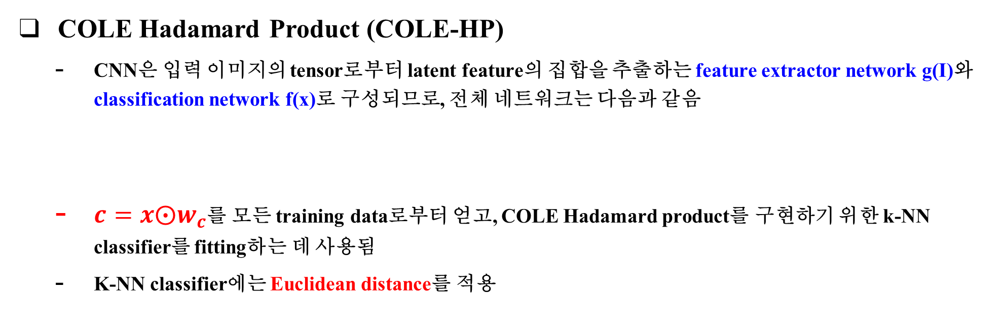 ❑ COLE Hadamard Product (COLE-HP)
- CNN은 입력 이미지의 tensor로부터 latent feature의 집합을 추출하는 feature extractor network g(I)와
classification network f(x)로 구성되므로, 전체 네트워크는 다음과 같음
- c = x⊙w_c를 모든 training data로부터 얻고, COLE Hadamard product를 구현하기 위한 k-NN
classifier를 fitting하는 데 사용됨
- K-NN classifier에는 Euclidean distance를 적용